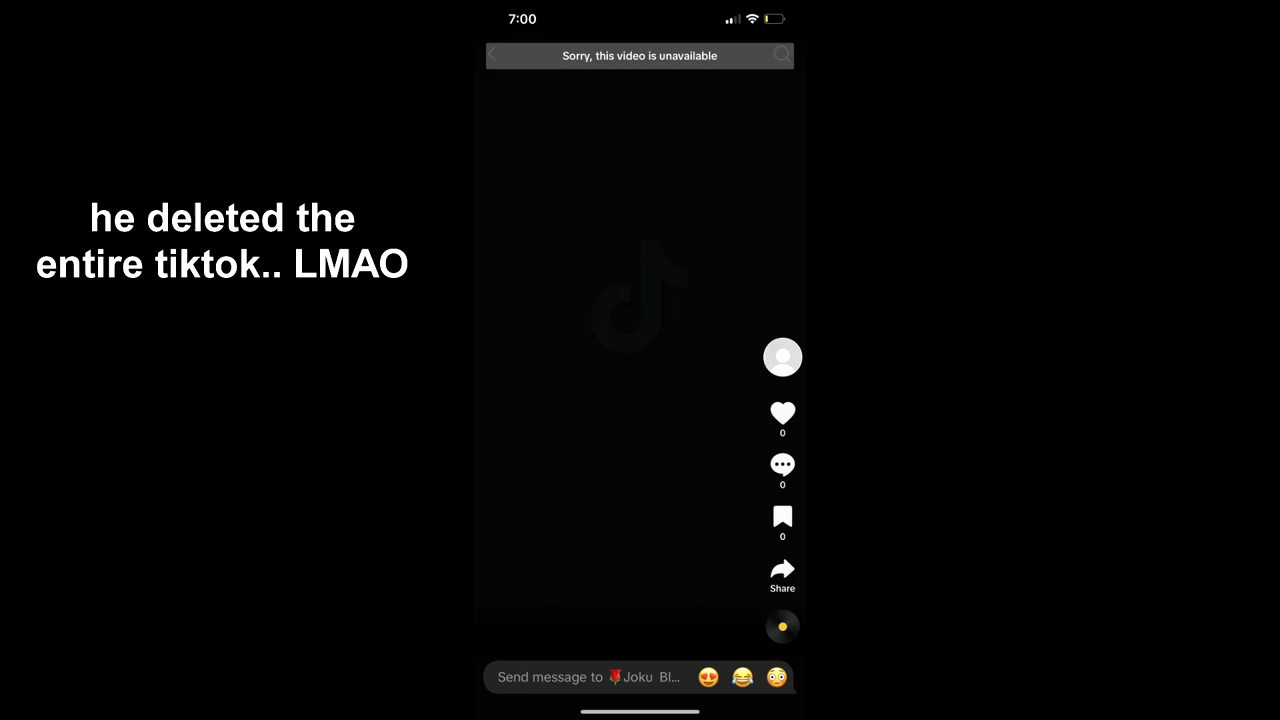 7:00
Sorry, this video is unavailable
he deleted the
entire tiktok.. LMAO
0
0
0
Share
Send message to 🌹Joku Bl...